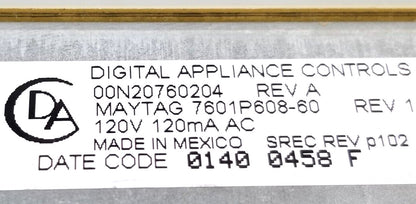 CDA
DIGITAL APPLIANCE CONTROLS
00N20760204 REV A
MAYTAG 7601P608-60 REV 1
120V 120mA AC
MADE IN MEXICO SREC REV p102
DATE CODE 0140 0458 F